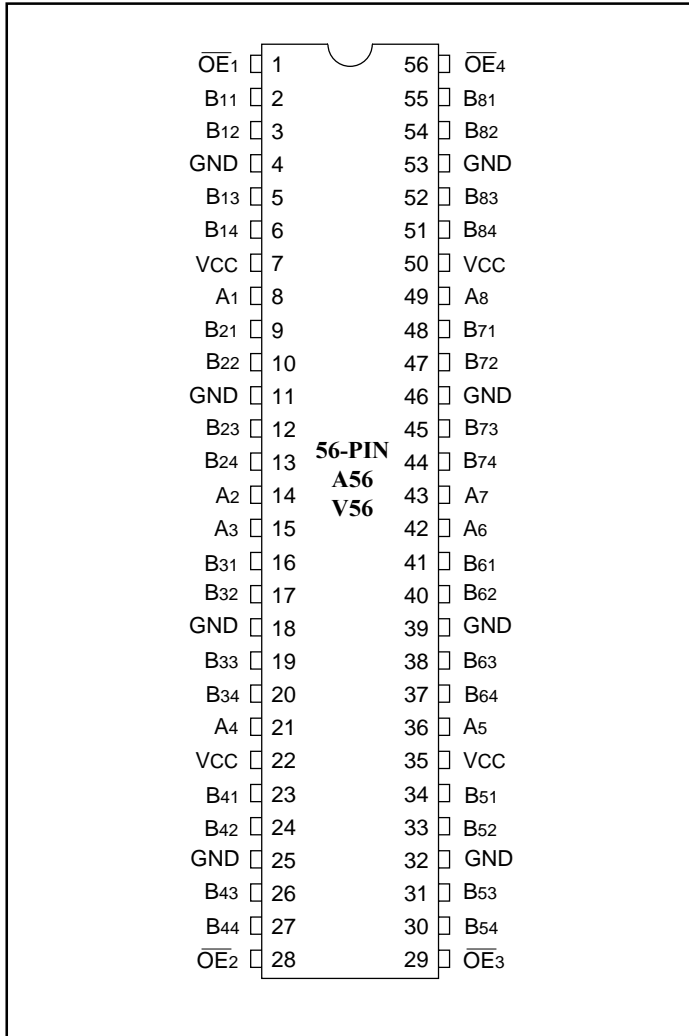 OE1 1 56 OE4
B11 2 55 B81
B12 3 54 B82
GND 4 53 GND
B13 5 52 B83
B14 6 51 B84
VCC 7 50 VCC
A1 8 49 A8
B21 9 48 B71
B22 10 47 B72
GND 11 46 GND
B23 12 45 B73
B24 13 44 B74
56-PIN
A56
V56
A2 14 43 A7
A3 15 42 A6
B31 16 41 B61
B32 17 40 B62
GND 18 39 GND
B33 19 38 B63
B34 20 37 B64
A4 21 36 A5
VCC 22 35 VCC
B41 23 34 B51
B42 24 33 B52
GND 25 32 GND
B43 26 31 B53
B44 27 30 B54
OE2 28 29 OE3